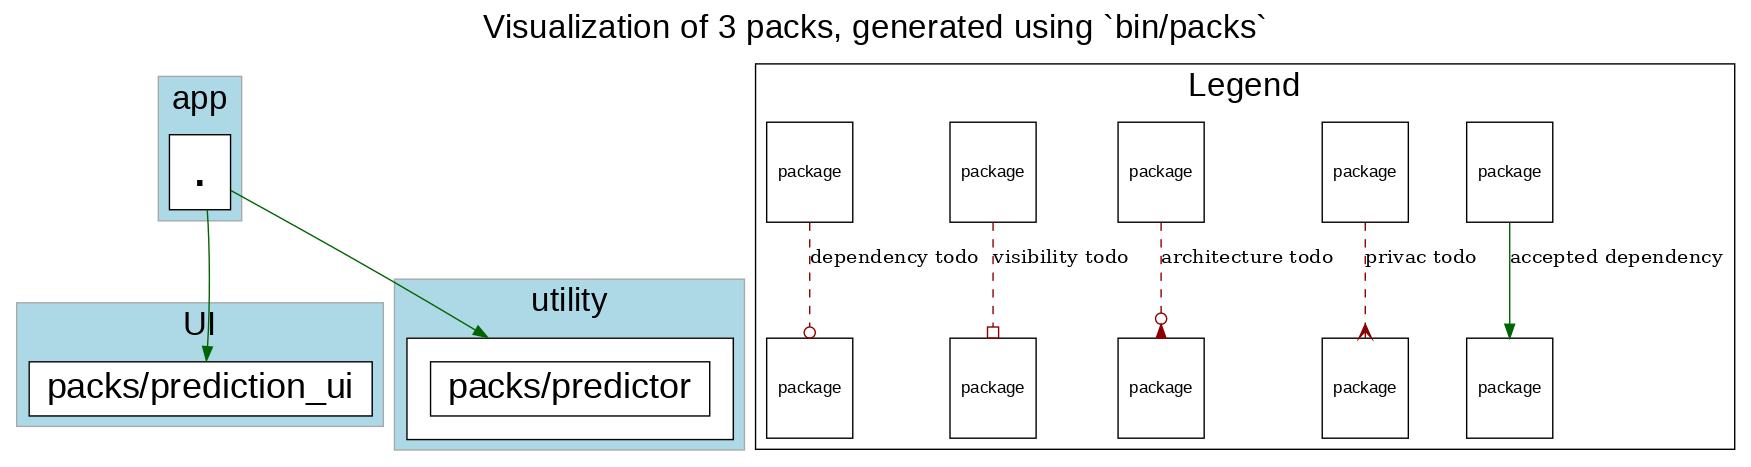 Visualization of 3 packs, generated using `bin/packs`
app
.
UI
packs/prediction_ui
utility
packs/predictor
Legend
package
package
package
package
package
dependency todo
visibility todo
architecture todo
privac todo
accepted dependency
package
package
package
package
package